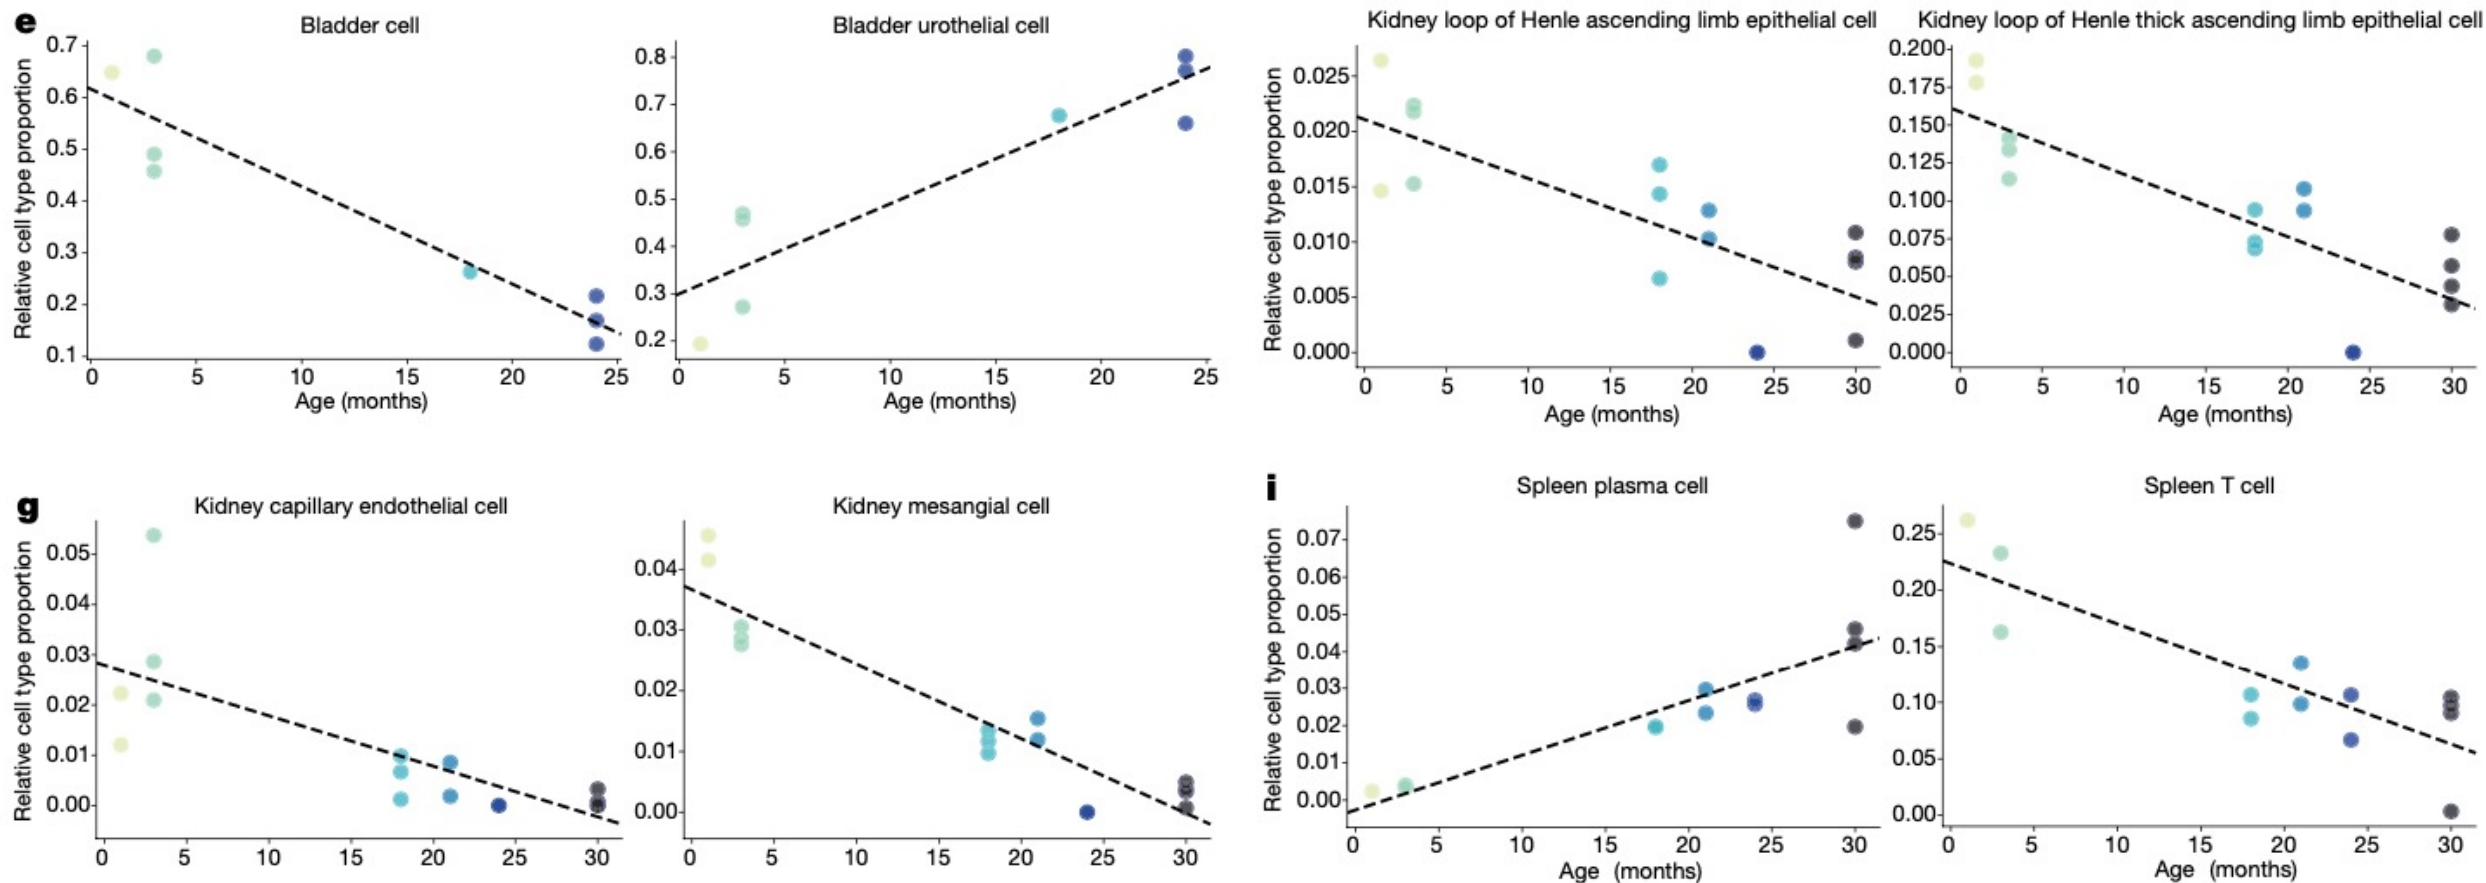 e
Bladder cell
Relative cell type proportion
0.7
0.6
0.5
0.4
0.3
0.2
0.1
0 5 10 15 20 25
Age (months)
Bladder urothelial cell
0.8
0.7
0.6
0.5
0.4
0.3
0.2
0 5 10 15 20 25
Age (months)
Kidney loop of Henle ascending limb epithelial cell
Relative cell type proportion
0.025
0.020
0.015
0.010
0.005
0.000
0 5 10 15 20 25 30
Age (months)
Kidney loop of Henle thick ascending limb epithelial cell
0.200
0.175
0.150
0.125
0.100
0.075
0.050
0.025
0.000
0 5 10 15 20 25 30
Age (months)
g
Kidney capillary endothelial cell
Relative cell type proportion
0.05
0.04
0.03
0.02
0.01
0.00
0 5 10 15 20 25 30
Kidney mesangial cell
0.04
0.03
0.02
0.01
0.00
0 5 10 15 20 25 30
i
Spleen plasma cell
Relative cell type proportion
0.07
0.06
0.05
0.04
0.03
0.02
0.01
0.00
0 5 10 15 20 25 30
Age (months)
Spleen T cell
0.25
0.20
0.15
0.10
0.05
0.00
0 5 10 15 20 25 30
Age (months)